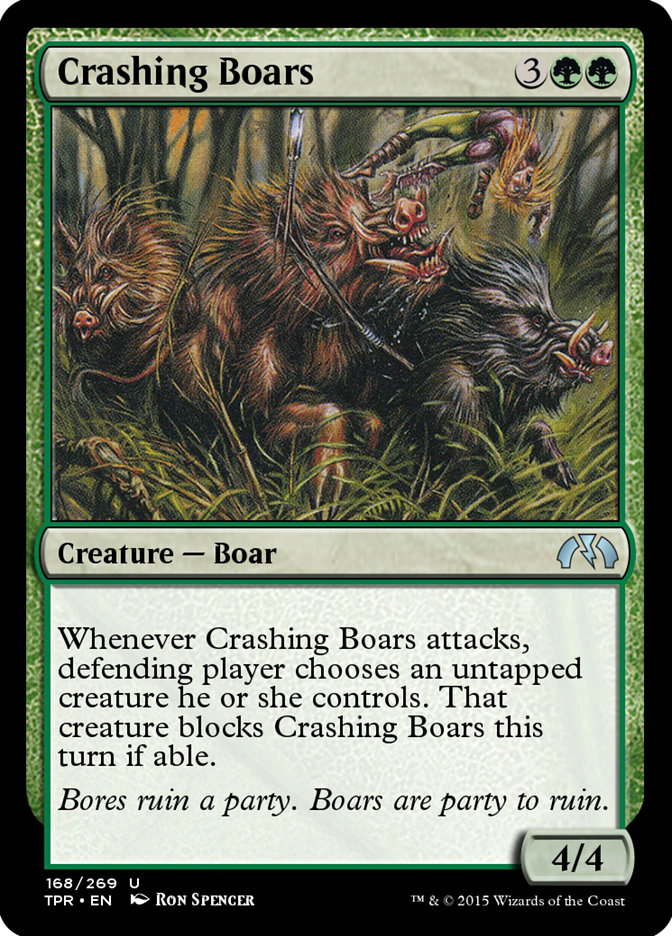 Crashing Boars 3
Creature — Boar
Whenever Crashing Boars attacks,
defending player chooses an untapped
creature he or she controls. That
creature blocks Crashing Boars this
turn if able.
Bores ruin a party. Boars are party to ruin.
4/4
168/269 U
TPR • EN Ron Spencer ™ & © 2015 Wizards of the Coast